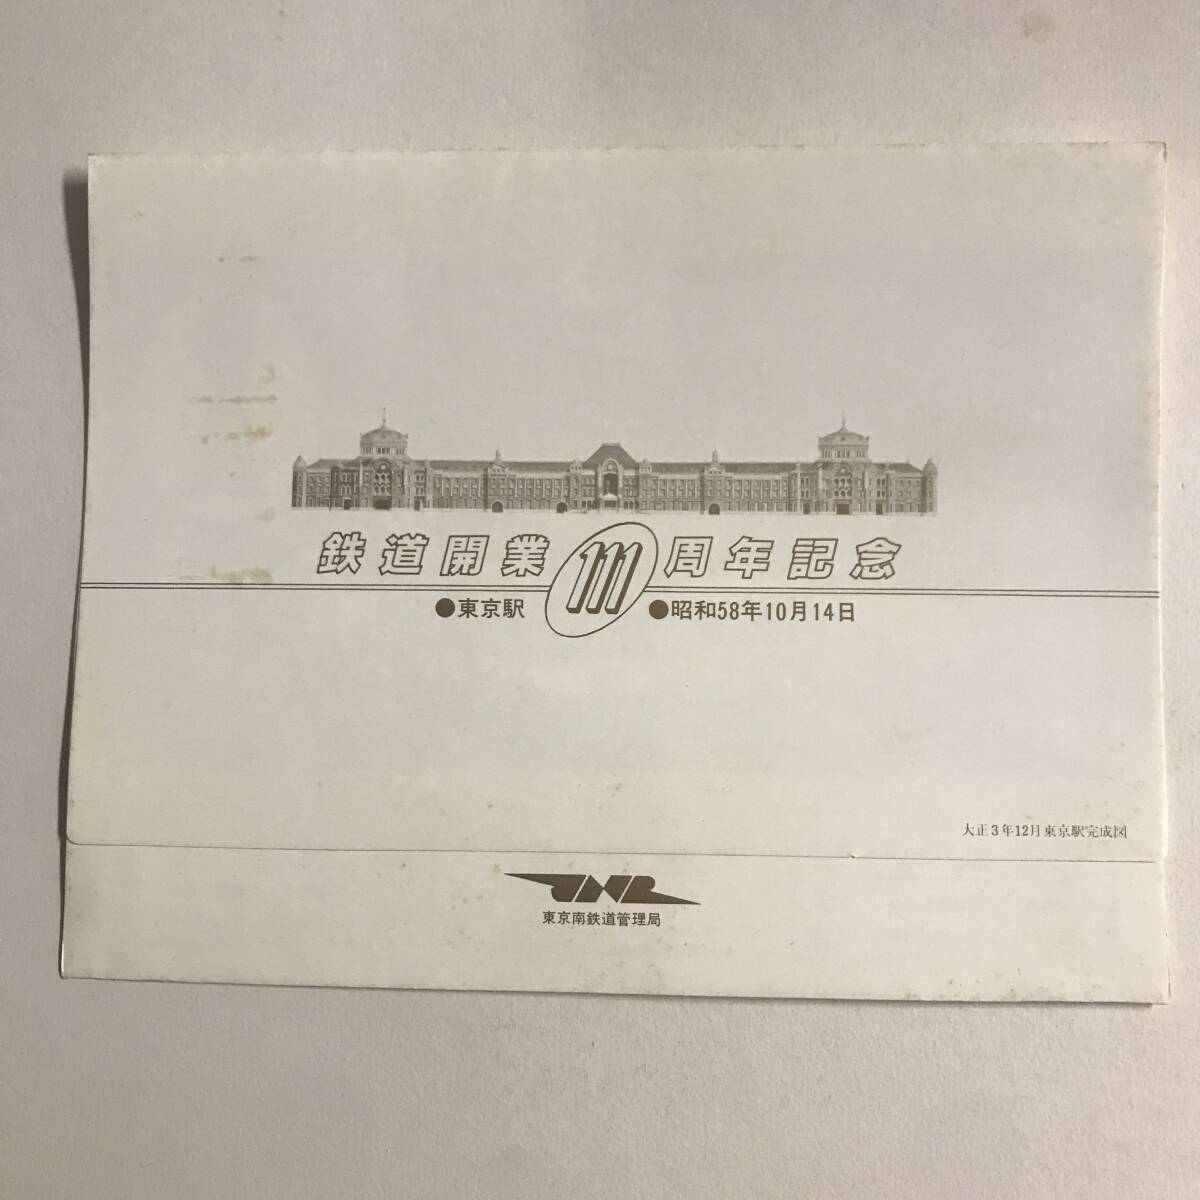 鉄道開業111周年記念
●東京駅 ●昭和58年10月14日
大正3年12月東京駅完成図
JNR
東京南鉄道管理局